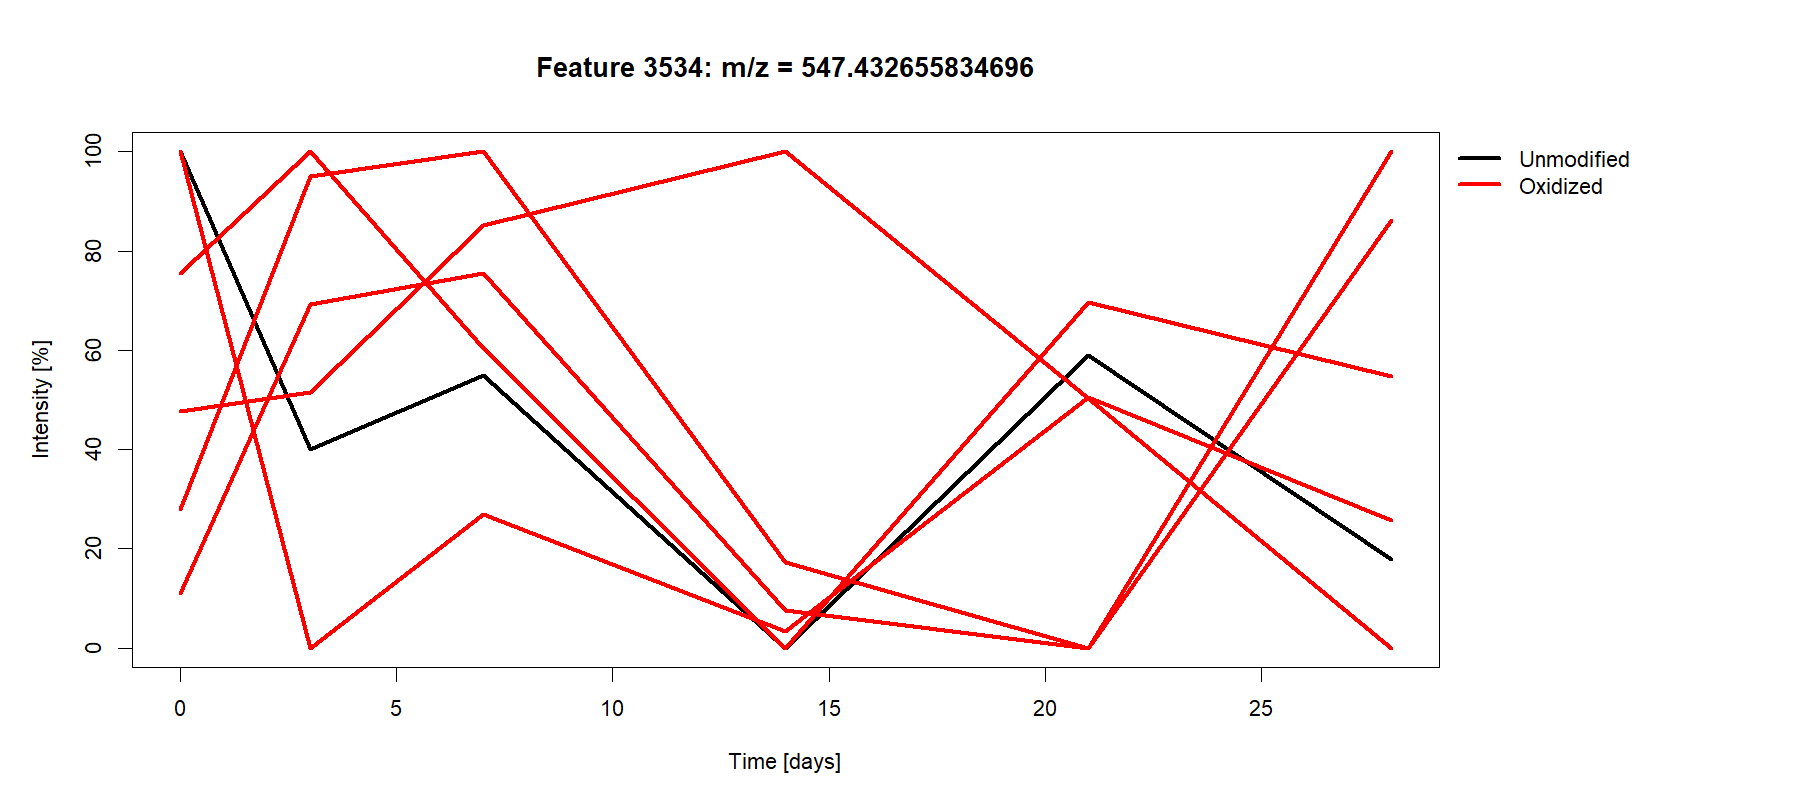 Feature 3534: m/z = 547.432655834696
Unmodified
Oxidized
Intensity [%]
100
80
60
40
20
0
0 5 10 15 20 25
Time [days]